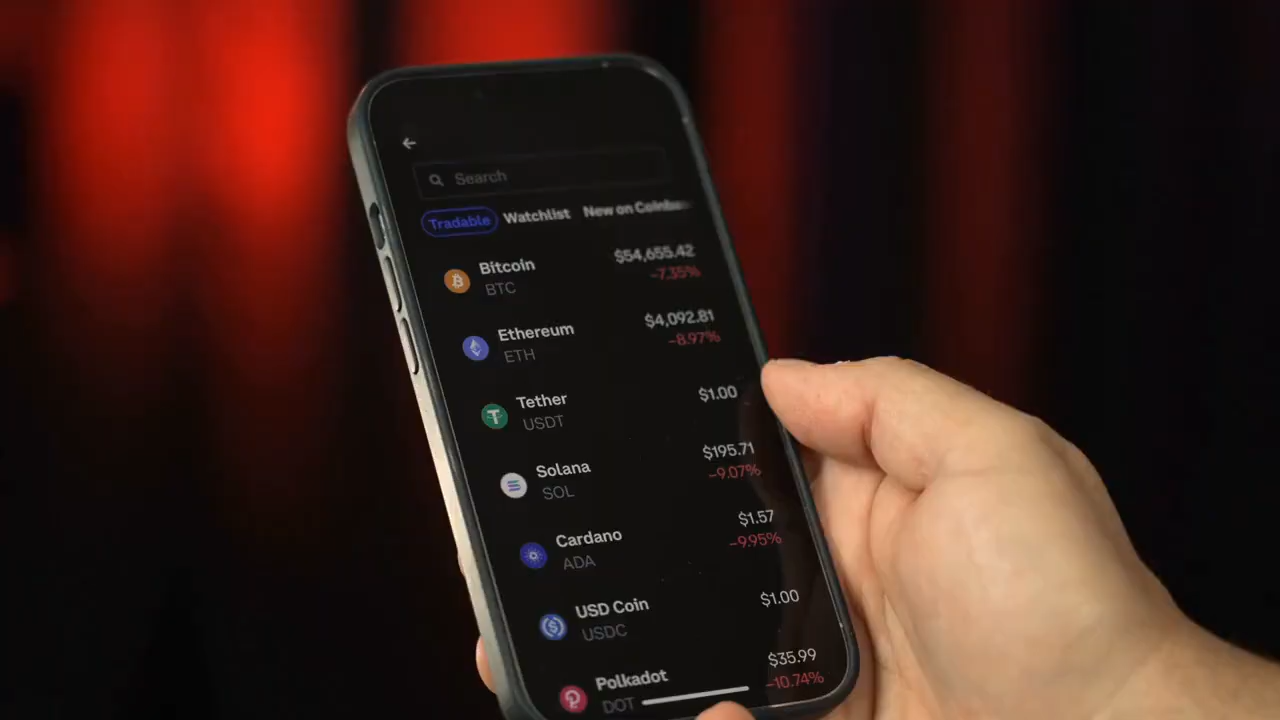 Search
Tradable Watchlist New on Coinbase
Bitcoin $54,655.42
BTC -7.35%
Ethereum $4,092.81
ETH -8.97%
Tether $1.00
USDT
Solana $195.71
SOL -9.07%
Cardano $1.57
ADA -9.95%
USD Coin $1.00
USDC
Polkadot $35.99
DOT -10.74%